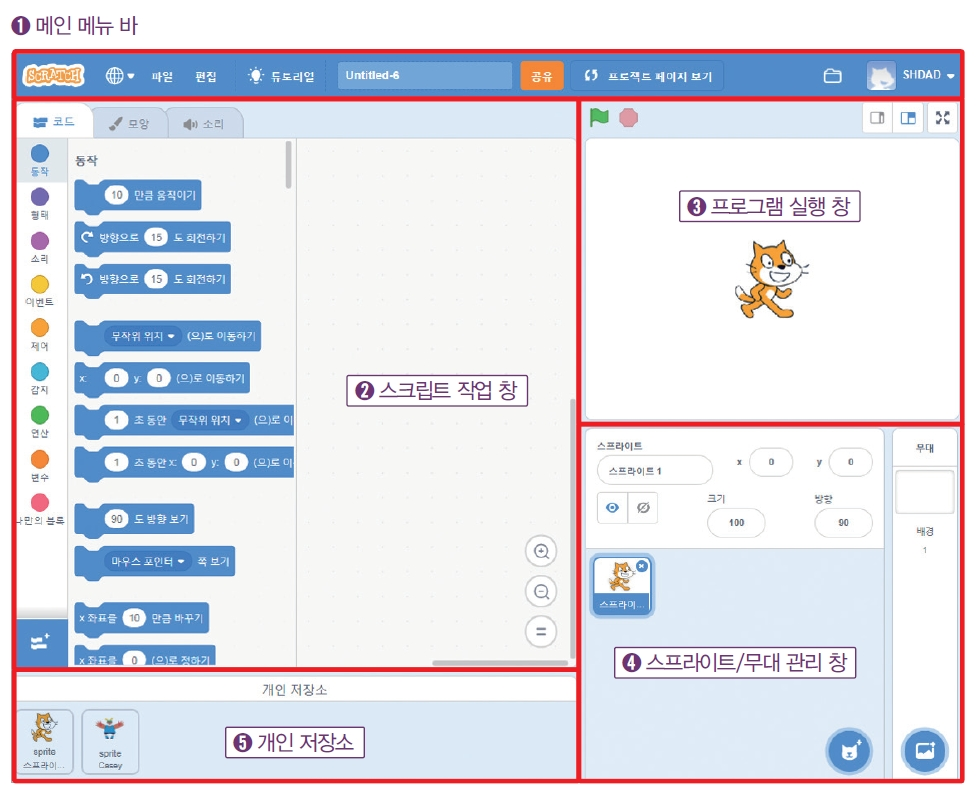 ❶ 메인 메뉴 바
SCRATCH 파일 편집 튜토리얼 Untitled-6 공유 프로젝트 페이지 보기 SHDAD
코드 모양 소리
동작
형태
소리
이벤트
제어
감지
연산
변수
나만의 블록
동작
10 만큼 움직이기
방향으로 15 도 회전하기
방향으로 15 도 회전하기
무작위 위치 (으)로 이동하기
x: 0 y: 0 (으)로 이동하기
1 초 동안 무작위 위치 (으)로 이
1 초 동안 x: 0 y: 0 (으)로 이
90 도 방향 보기
마우스 포인터 쪽 보기
x 좌표를 10 만큼 바꾸기
x 좌표를 0 (으)로 정하기
❷ 스크립트 작업 창
❸ 프로그램 실행 창
스프라이트
스프라이트 1 x 0 y 0
크기 방향
100 90
스프라이...
❹ 스프라이트/무대 관리 창
무대
배경
1
개인 저장소
sprite
스프라이...
sprite
Casey
❺ 개인 저장소